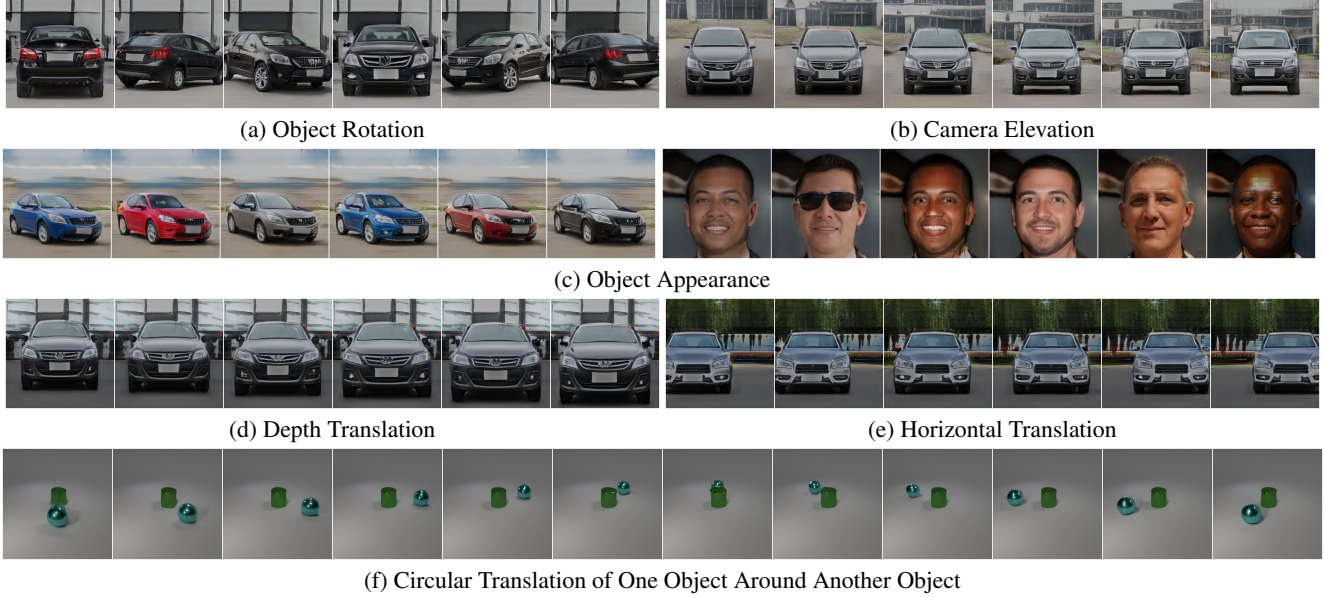 (a) Object Rotation
(b) Camera Elevation
(c) Object Appearance
(d) Depth Translation
(e) Horizontal Translation
(f) Circular Translation of One Object Around Another Object